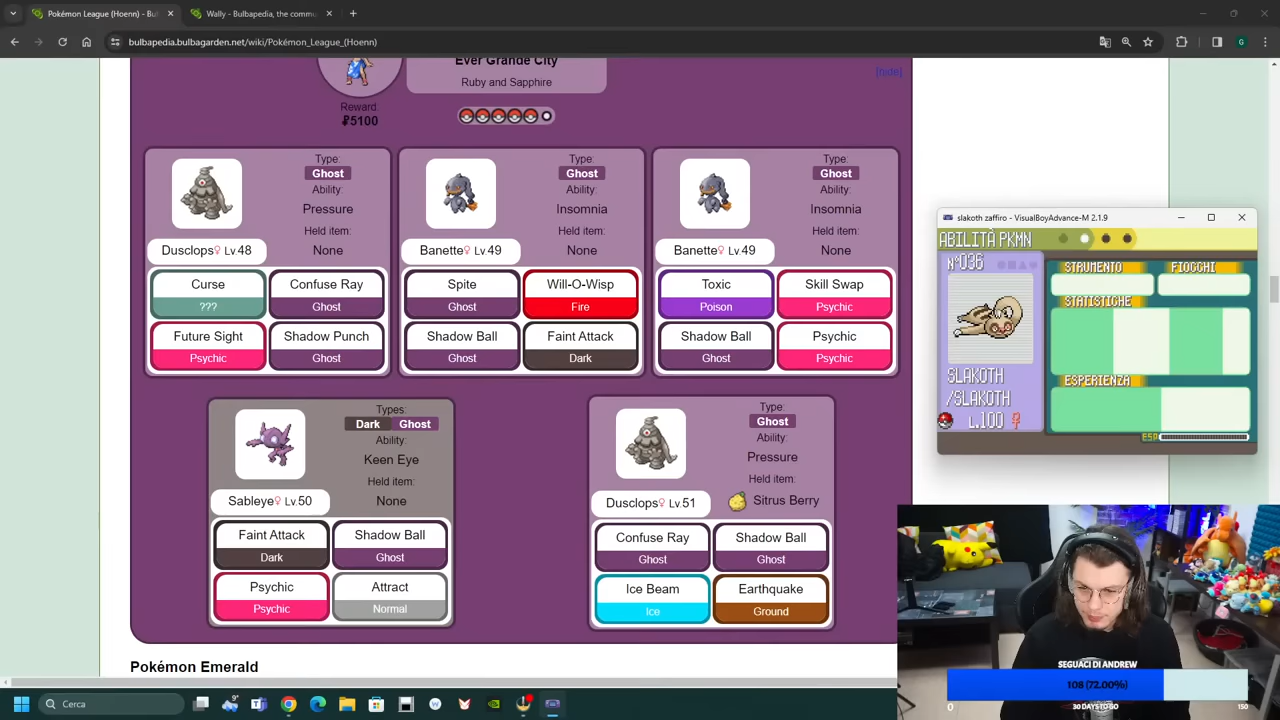 Pokémon League (Hoenn) - Bul
Wally - Bulbapedia, the commu
bulbapedia.bulbagarden.net/wiki/Pokémon_League_(Hoenn)
Ever Grande City
Ruby and Sapphire
[hide]
Reward:
₽5100
Type:
Ghost
Ability:
Pressure
Held item:
None
Dusclops♀ Lv.48
Curse
???
Confuse Ray
Ghost
Future Sight
Psychic
Shadow Punch
Ghost
Type:
Ghost
Ability:
Insomnia
Held item:
None
Banette♀ Lv.49
Spite
Ghost
Will-O-Wisp
Fire
Shadow Ball
Ghost
Faint Attack
Dark
Type:
Ghost
Ability:
Insomnia
Held item:
None
Banette♀ Lv.49
Toxic
Poison
Skill Swap
Psychic
Shadow Ball
Ghost
Psychic
Psychic
Types:
Dark Ghost
Ability:
Keen Eye
Held item:
None
Sableye♀ Lv.50
Faint Attack
Dark
Shadow Ball
Ghost
Psychic
Psychic
Attract
Normal
Type:
Ghost
Ability:
Pressure
Held item:
Sitrus Berry
Dusclops♀ Lv.51
Confuse Ray
Ghost
Shadow Ball
Ghost
Ice Beam
Ice
Earthquake
Ground
Pokémon Emerald
slakoth zaffiro - VisualBoyAdvance-M 2.1.9
ABILITÀ PKMN
N°036
STRUMENTO
FIOCCHI
STATISTICHE
SLAKOTH
/SLAKOTH
L.100 ♀
ESPERIENZA
ESP
SEGUACI DI ANDREW
108 (72.00%)
0
30 DAYS TO GO
150
Cerca